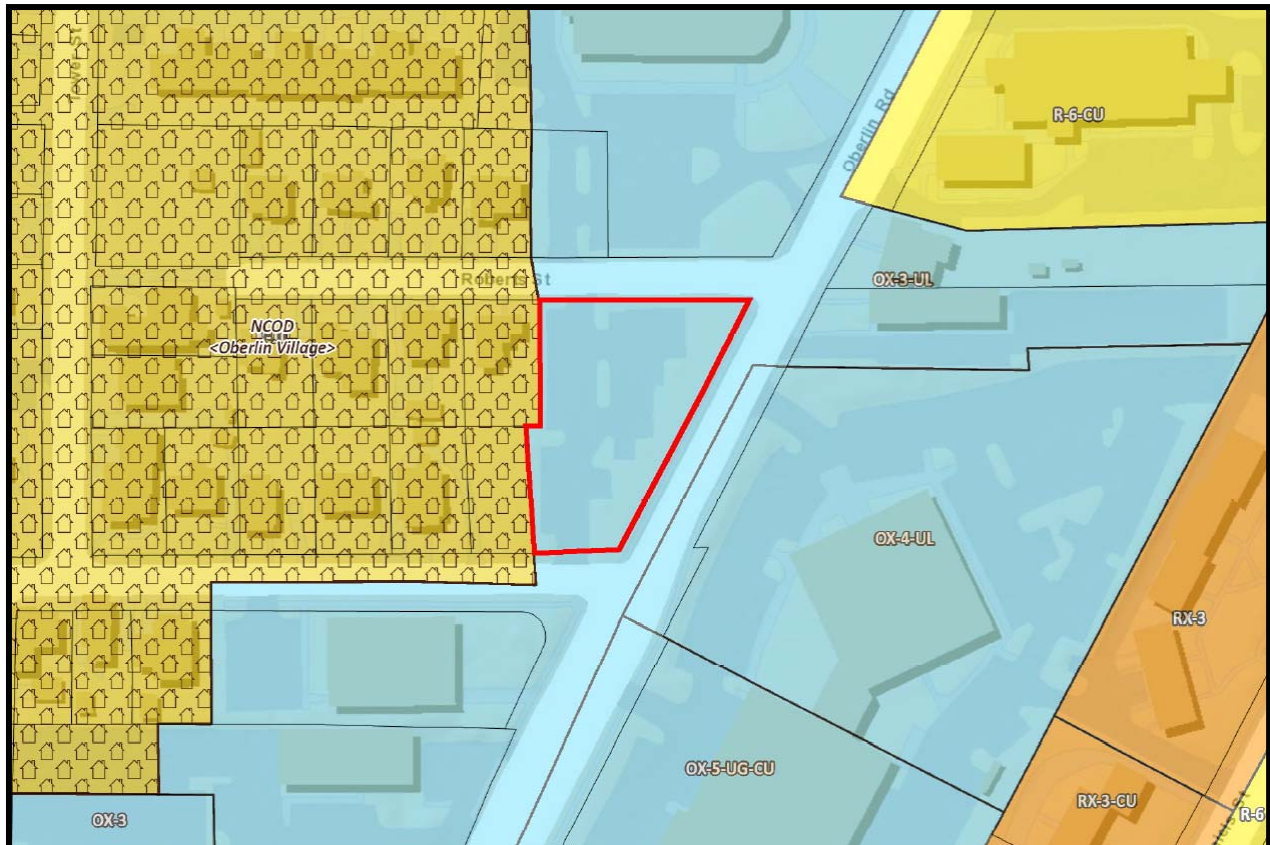 Tower St
Oberlin Rd
R-6-CU
OX-3-UL
Roberts St
NCOD
<Oberlin Village>
OX-4-UL
RX-3
OX-5-UG-CU
RX-3-CU
R-6
OX-3